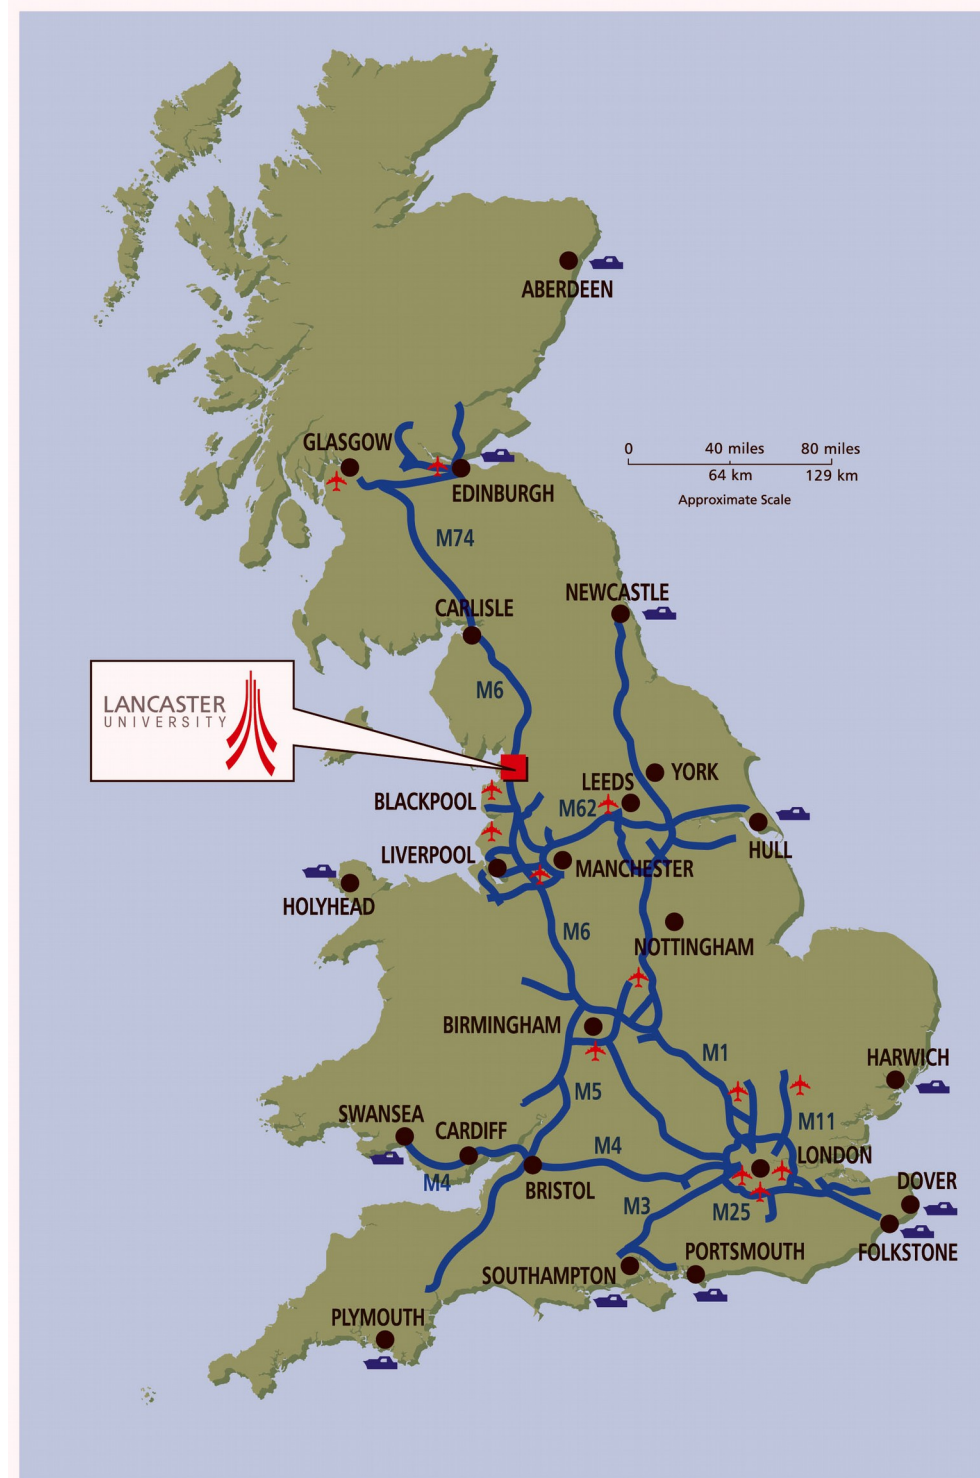 ABERDEEN
GLASGOW
EDINBURGH
0 40 miles 80 miles
64 km 129 km
Approximate Scale
M74
CARLISLE
NEWCASTLE
M6
LANCASTER
UNIVERSITY
YORK
LEEDS
BLACKPOOL
M62
HULL
LIVERPOOL
MANCHESTER
HOLYHEAD
M6
NOTTINGHAM
BIRMINGHAM
M1
HARWICH
M5
SWANSEA
M11
CARDIFF
M4
LONDON
M4
BRISTOL
DOVER
M3
M25
FOLKSTONE
PORTSMOUTH
SOUTHAMPTON
PLYMOUTH